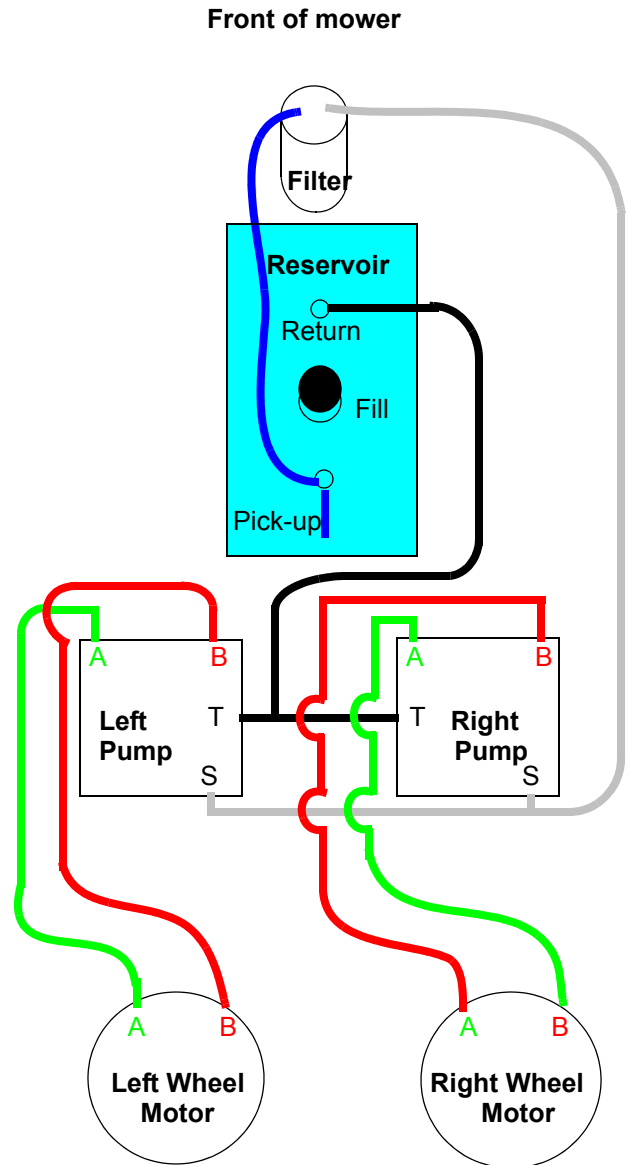 Front of mower
Filter
Reservoir
Return
Fill
Pick-up
A
B
A
B
T
T
Left
Pump
Right
Pump
S
S
A
B
A
B
Left Wheel
Motor
Right Wheel
Motor